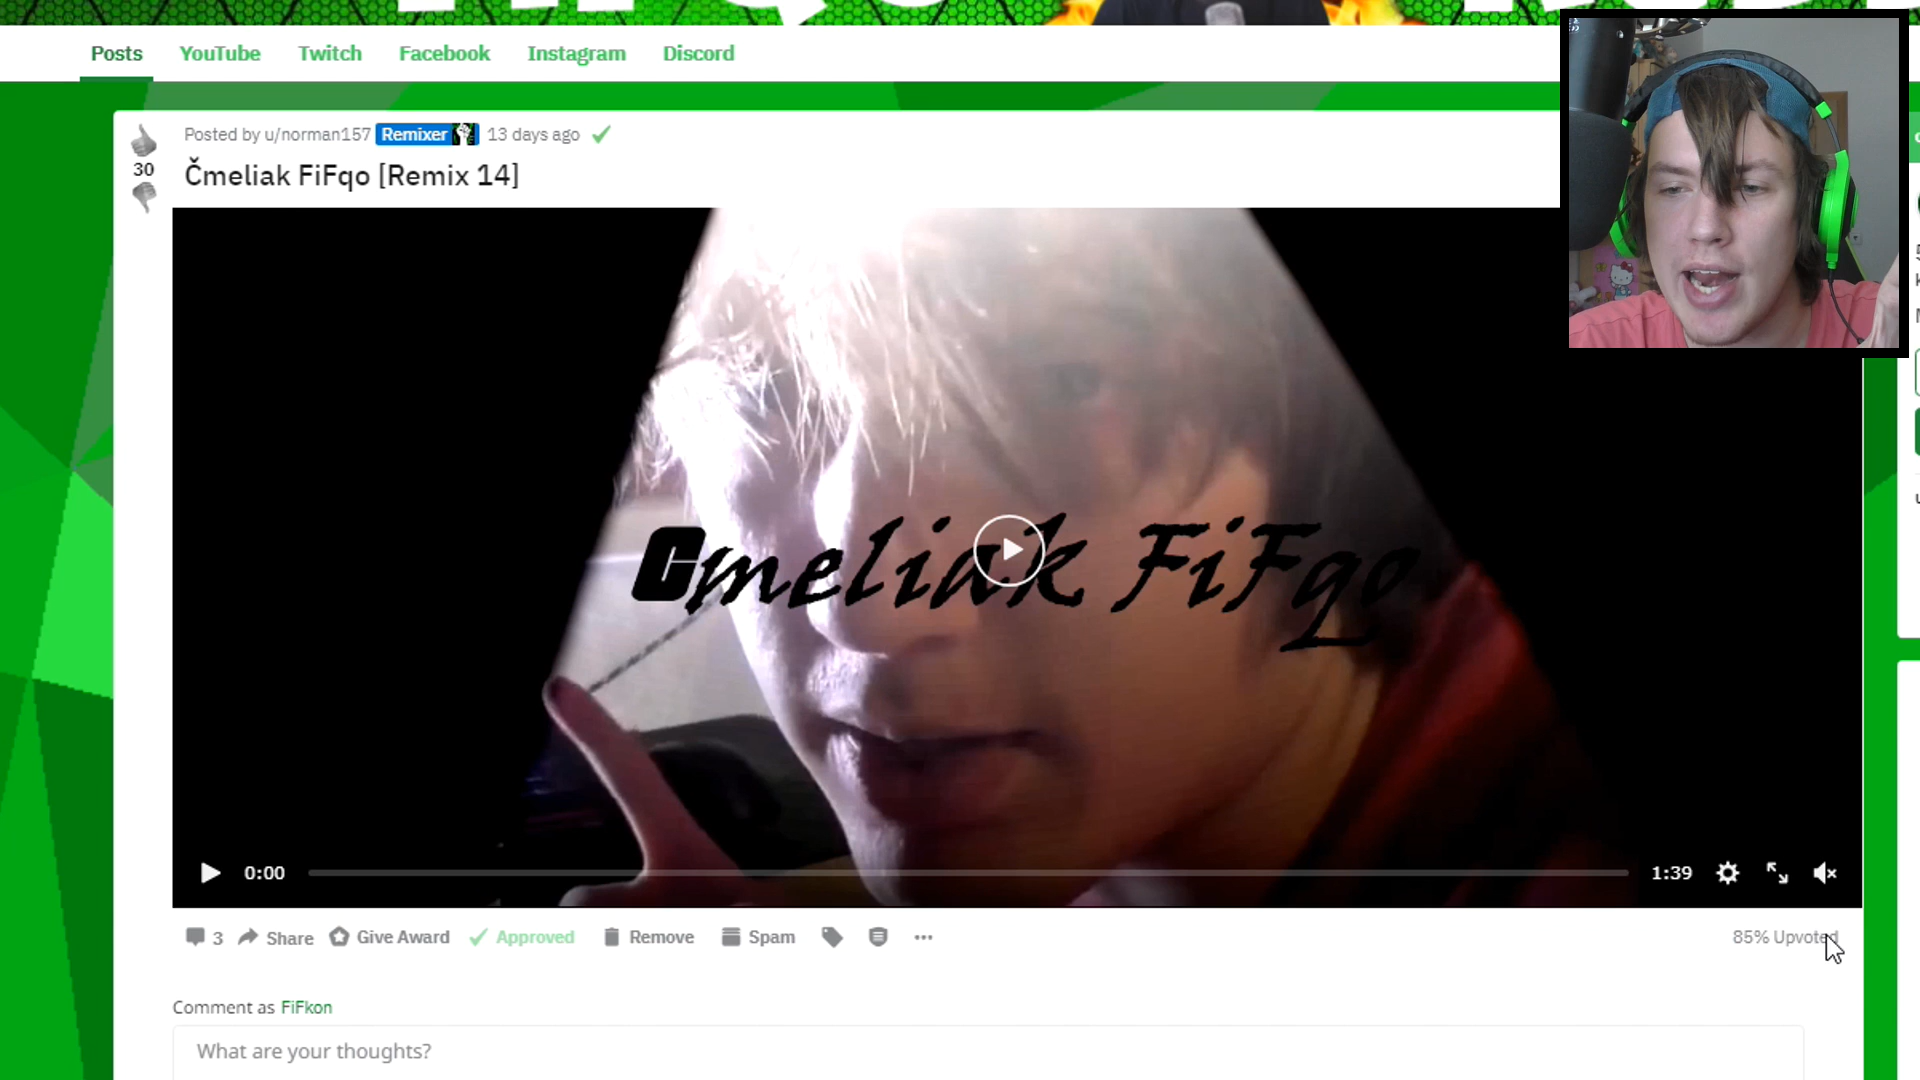 Posts YouTube Twitch Facebook Instagram Discord
Posted by u/norman157 Remixer 13 days ago
30
Čmeliak FiFqo [Remix 14]
Cmeliak FiFqo
0:00 1:39
3 Share Give Award Approved Remove Spam 85% Upvoted
Comment as FiFkon
What are your thoughts?